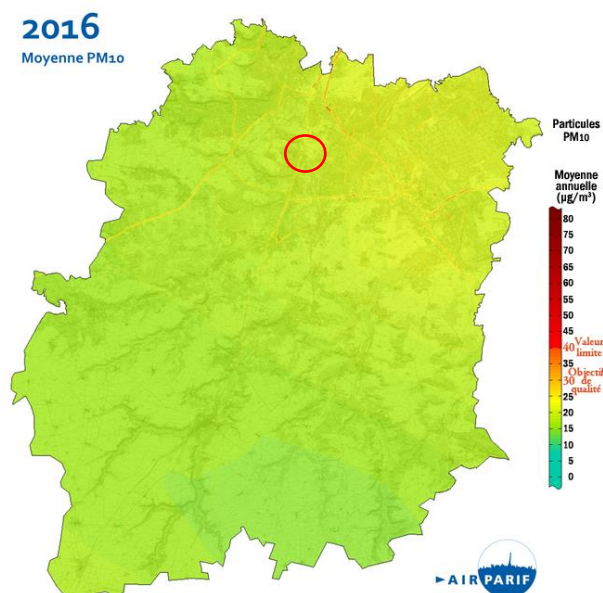 2016
Moyenne PM10
Particules
PM10
Moyenne
annuelle
(µg/m³)
80
75
70
65
60
55
50
45
40 Valeur
limite
35
Objectif
30 de
qualité
25
20
15
10
5
0
AIRPARIF